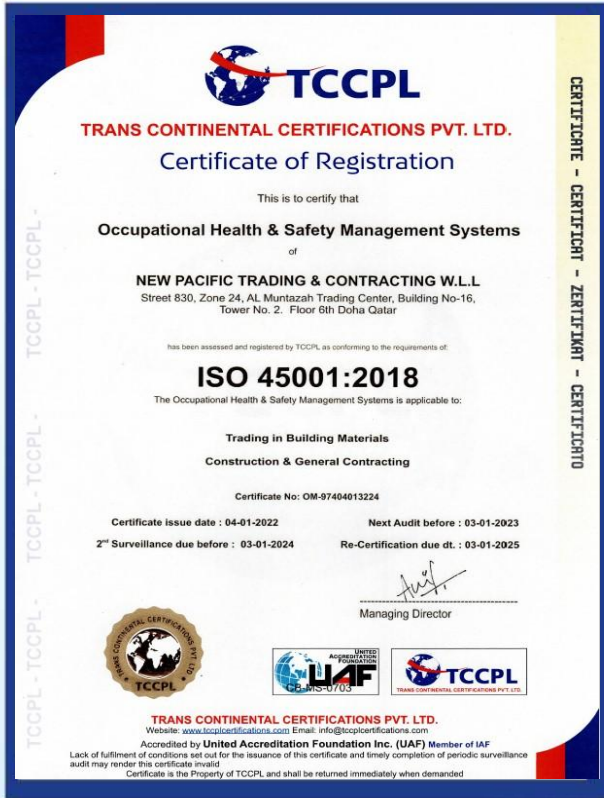 TCCPL
TRANS CONTINENTAL CERTIFICATIONS PVT. LTD.
Certificate of Registration
This is to certify that
Occupational Health & Safety Management Systems
of
NEW PACIFIC TRADING & CONTRACTING W.L.L
Street 830, Zone 24, AL Muntazah Trading Center, Building No-16,
Tower No. 2. Floor 6th Doha Qatar
has been assessed and registered by TCCPL as conforming to the requirements of:
ISO 45001:2018
The Occupational Health & Safety Management Systems is applicable to:
Trading in Building Materials
Construction & General Contracting
Certificate No: OM-97404013224
Certificate issue date : 04-01-2022
Next Audit before : 03-01-2023
2nd Surveillance due before : 03-01-2024
Re-Certification due dt. : 03-01-2025
Managing Director
TRANS CONTINENTAL CERTIFICATIONS PVT LTD
TCCPL
UNITED
ACCREDITATION
FOUNDATION
UAF
CB-MS-0703
TCCPL
TRANS CONTINENTAL CERTIFICATIONS PVT. LTD.
TRANS CONTINENTAL CERTIFICATIONS PVT. LTD.
Website: www.tccplcertifications.com Email: info@tccplcertifications.com
Accredited by United Accreditation Foundation Inc. (UAF) Member of IAF
Lack of fulfilment of conditions set out for the issuance of this certificate and timely completion of periodic surveillance
audit may render this certificate invalid
Certificate is the Property of TCCPL and shall be returned immediately when demanded
CERTIFICATE - CERTIFICAT - ZERTIFIKAT - CERTIFICATO
TCCPL - TCCPL - TCCPL - TCCPL - TCCPL -